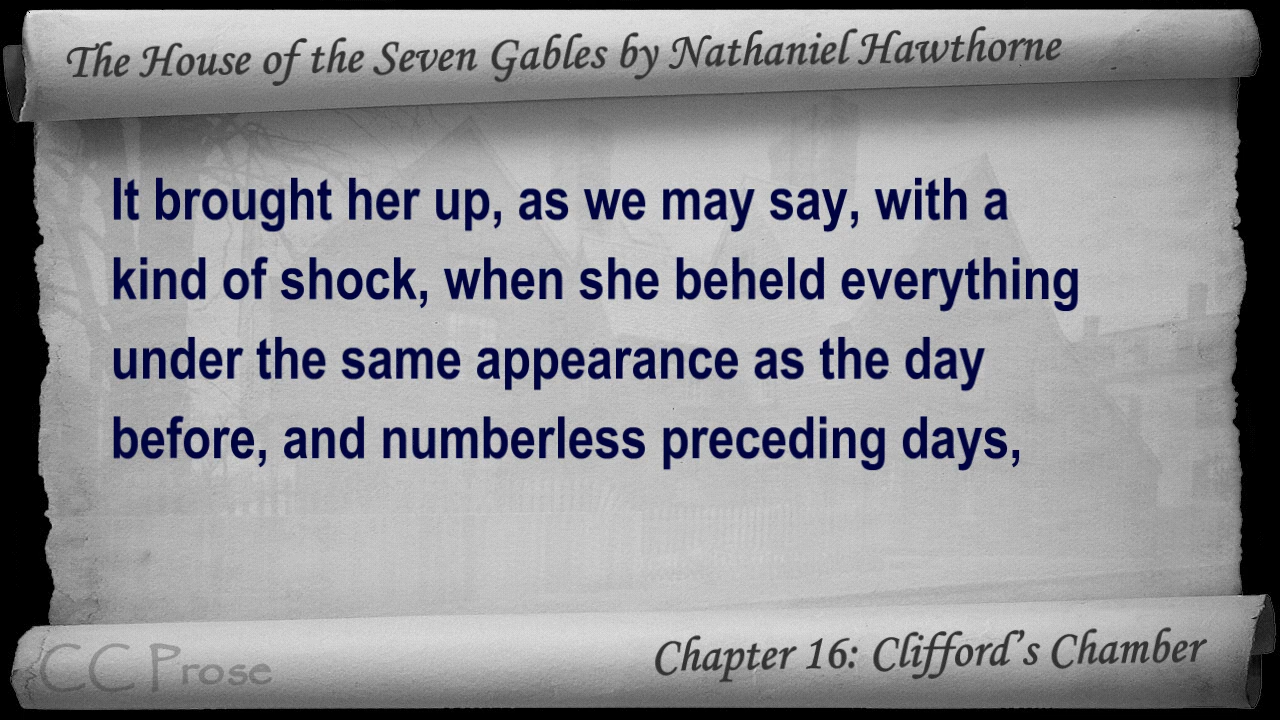 The House of the Seven Gables by Nathaniel Hawthorne
It brought her up, as we may say, with a
kind of shock, when she beheld everything
under the same appearance as the day
before, and numberless preceding days,
Chapter 16: Clifford's Chamber
CC Prose